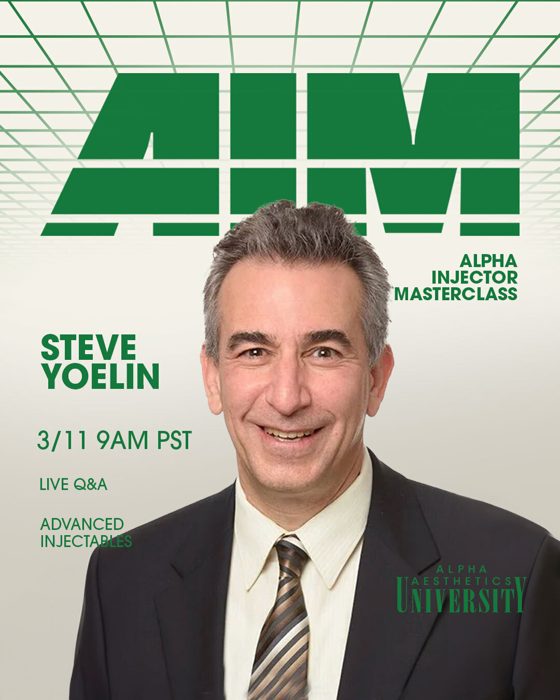 AIM
ALPHA
INJECTOR
MASTERCLASS
STEVE
YOELIN
3/11 9AM PST
LIVE Q&A
ADVANCED
INJECTABLES
ALPHA
AESTHETICS
UNIVERSITY